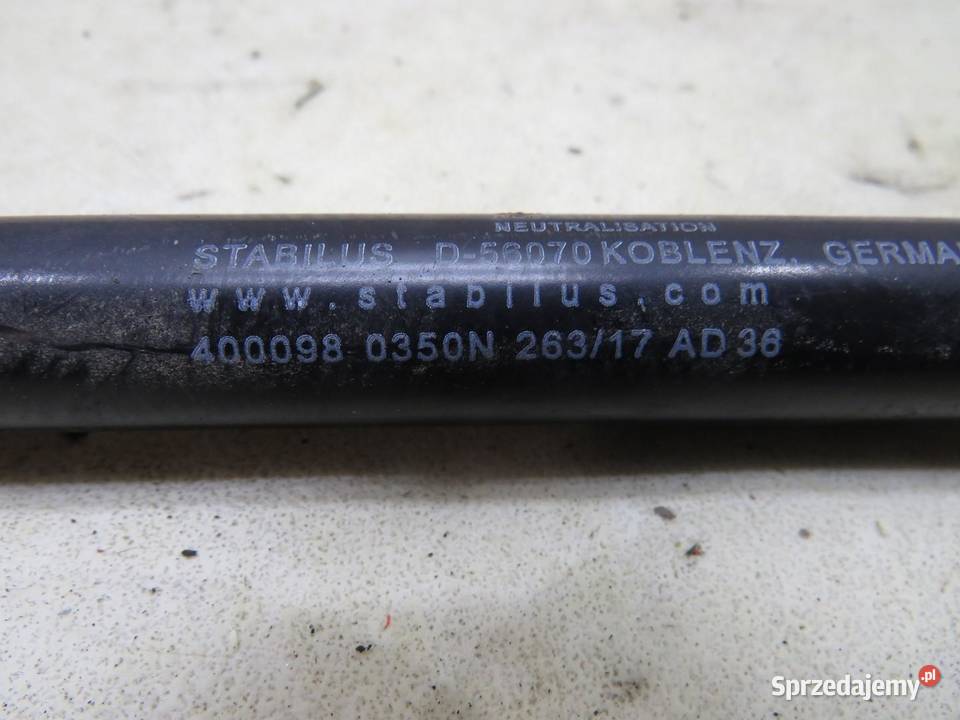 NEUTRALISATION
STABILUS D-56070 KOBLENZ, GERMA
www.stabilus.com
400098 0350N 263/17 AD 36
Sprzedajemy.pl